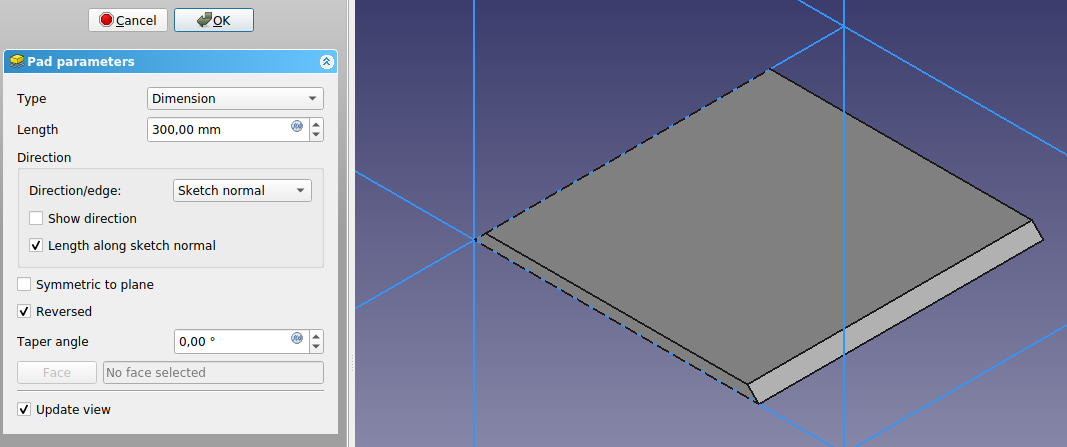 Cancel OK
Pad parameters
Type Dimension
Length 300,00 mm
Direction
Direction/edge: Sketch normal
Show direction
Length along sketch normal
Symmetric to plane
Reversed
Taper angle 0,00 °
Face No face selected
Update view